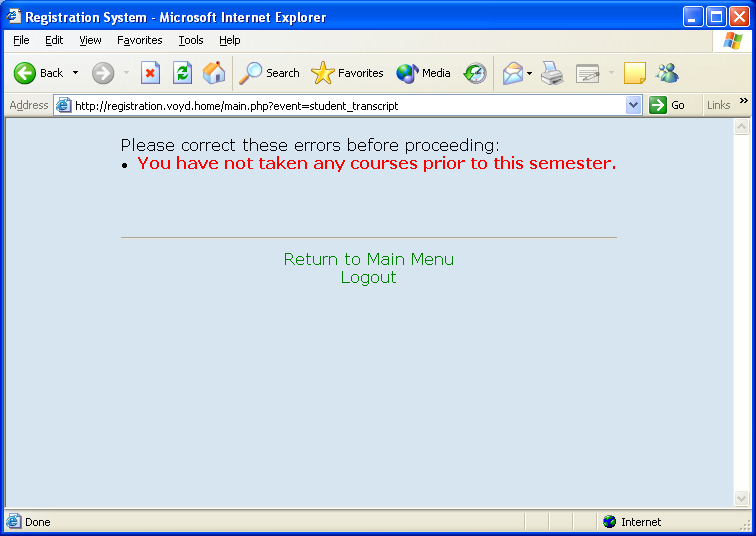 Registration System - Microsoft Internet Explorer
File Edit View Favorites Tools Help
Back Search Favorites Media
Address http://registration.voyd.home/main.php?event=student_transcript Go Links »
Please correct these errors before proceeding:
• You have not taken any courses prior to this semester.
Return to Main Menu
Logout
Done Internet